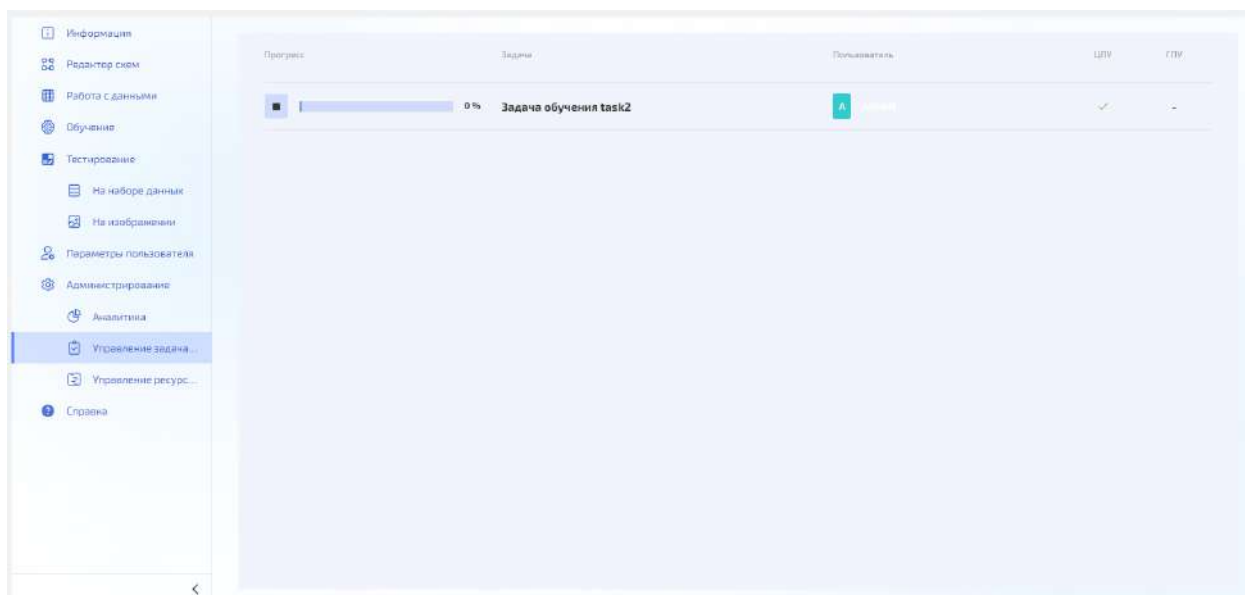 Информация
Редактор схем
Работа с данными
Обучение
Тестирование
На наборе данных
На изображении
Параметры пользователя
Администрирование
Аналитика
Управление задача...
Управление ресурс...
Справка
Прогресс Задача Пользователь ЦПУ ГПУ
0 % Задача обучения task2 A -